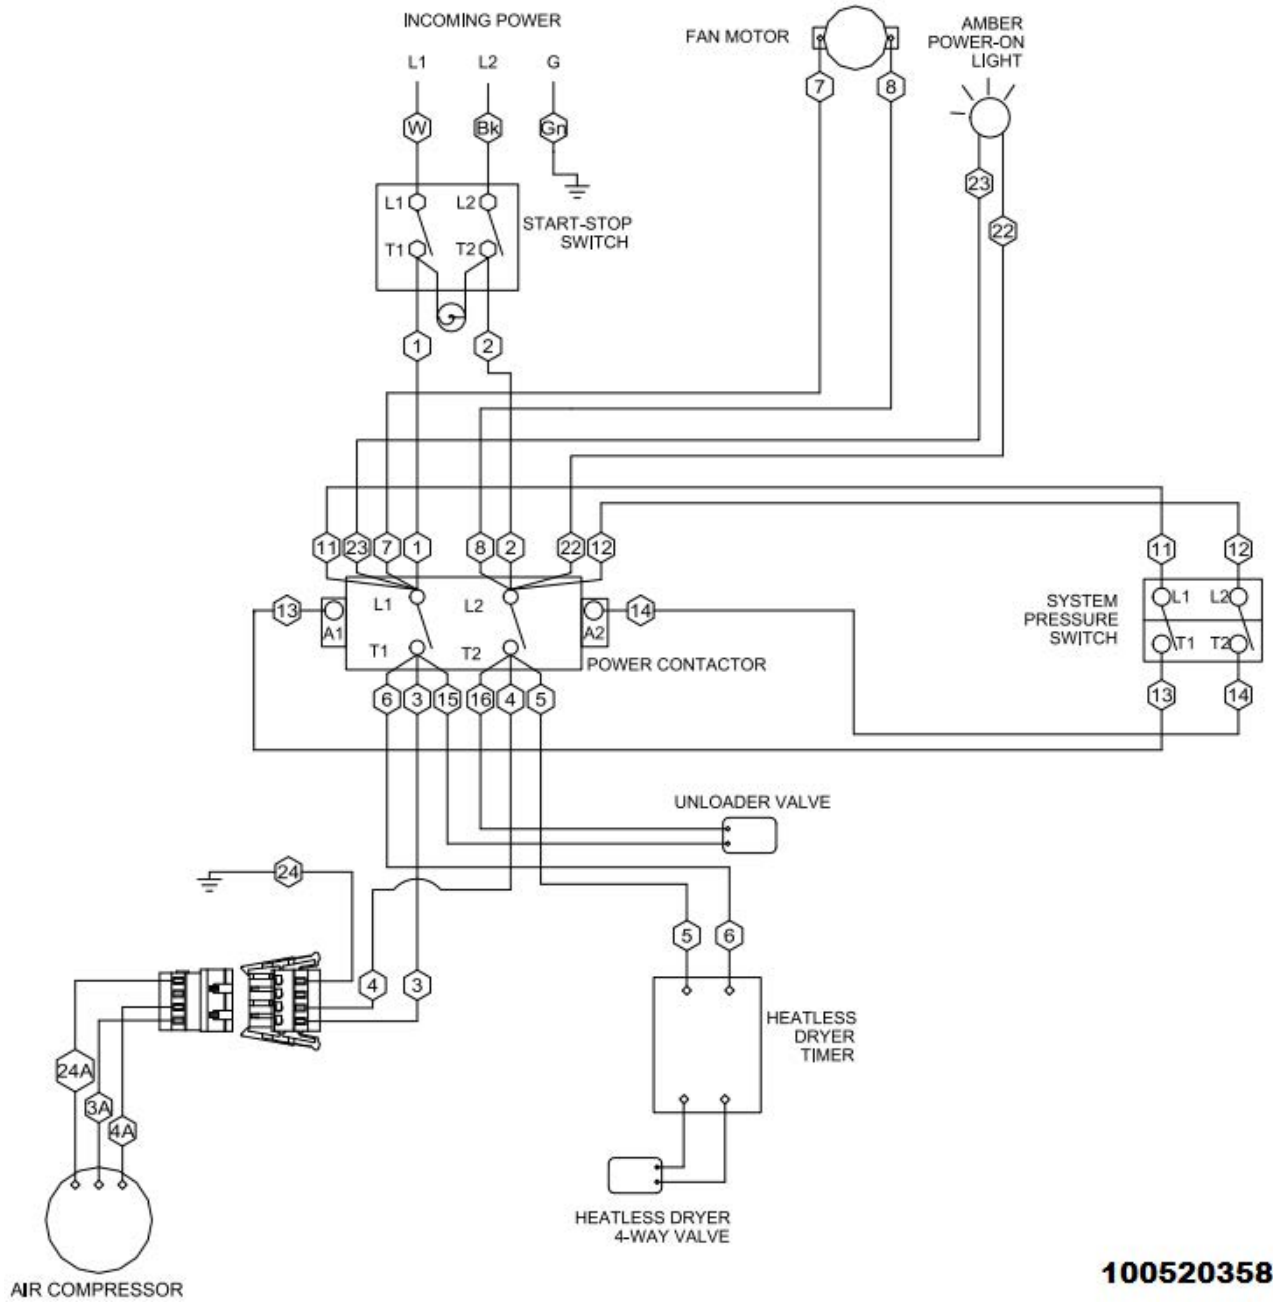 INCOMING POWER
L1
L2
G
W
Bk
Gn
FAN MOTOR
7
8
AMBER
POWER-ON
LIGHT
23
22
L1
L2
T1
T2
START-STOP
SWITCH
1
2
11
23
7
1
8
2
22
12
11
12
13
A1
L1
L2
T1
T2
A2
14
POWER CONTACTOR
SYSTEM
PRESSURE
SWITCH
L1
L2
T1
T2
13
14
6
3
15
16
4
5
UNLOADER VALVE
24
5
6
4
3
HEATLESS
DRYER
TIMER
24A
3A
4A
HEATLESS DRYER
4-WAY VALVE
AIR COMPRESSOR
100520358